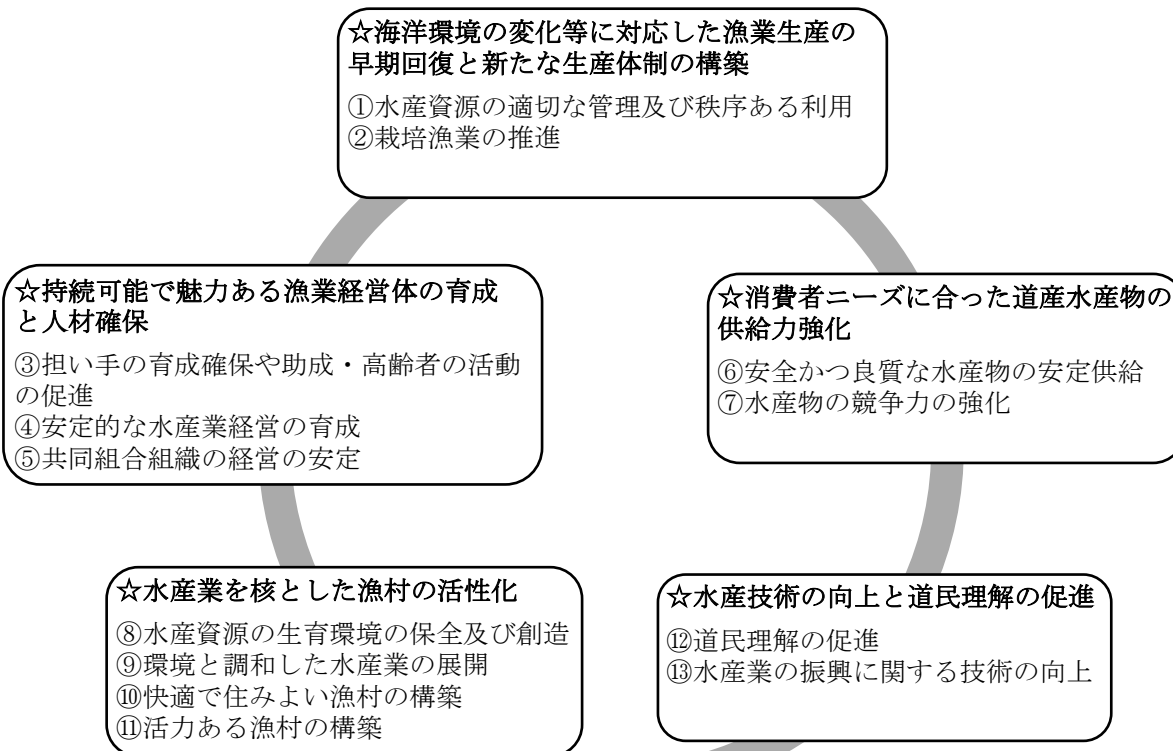 ☆海洋環境の変化等に対応した漁業生産の
早期回復と新たな生産体制の構築
①水産資源の適切な管理及び秩序ある利用
②栽培漁業の推進
☆持続可能で魅力ある漁業経営体の育成
と人材確保
③担い手の育成確保や助成・高齢者の活動
の促進
④安定的な水産業経営の育成
⑤共同組合組織の経営の安定
☆消費者ニーズに合った道産水産物の
供給力強化
⑥安全かつ良質な水産物の安定供給
⑦水産物の競争力の強化
☆水産業を核とした漁村の活性化
⑧水産資源の生育環境の保全及び創造
⑨環境と調和した水産業の展開
⑩快適で住みよい漁村の構築
⑪活力ある漁村の構築
☆水産技術の向上と道民理解の促進
⑫道民理解の促進
⑬水産業の振興に関する技術の向上